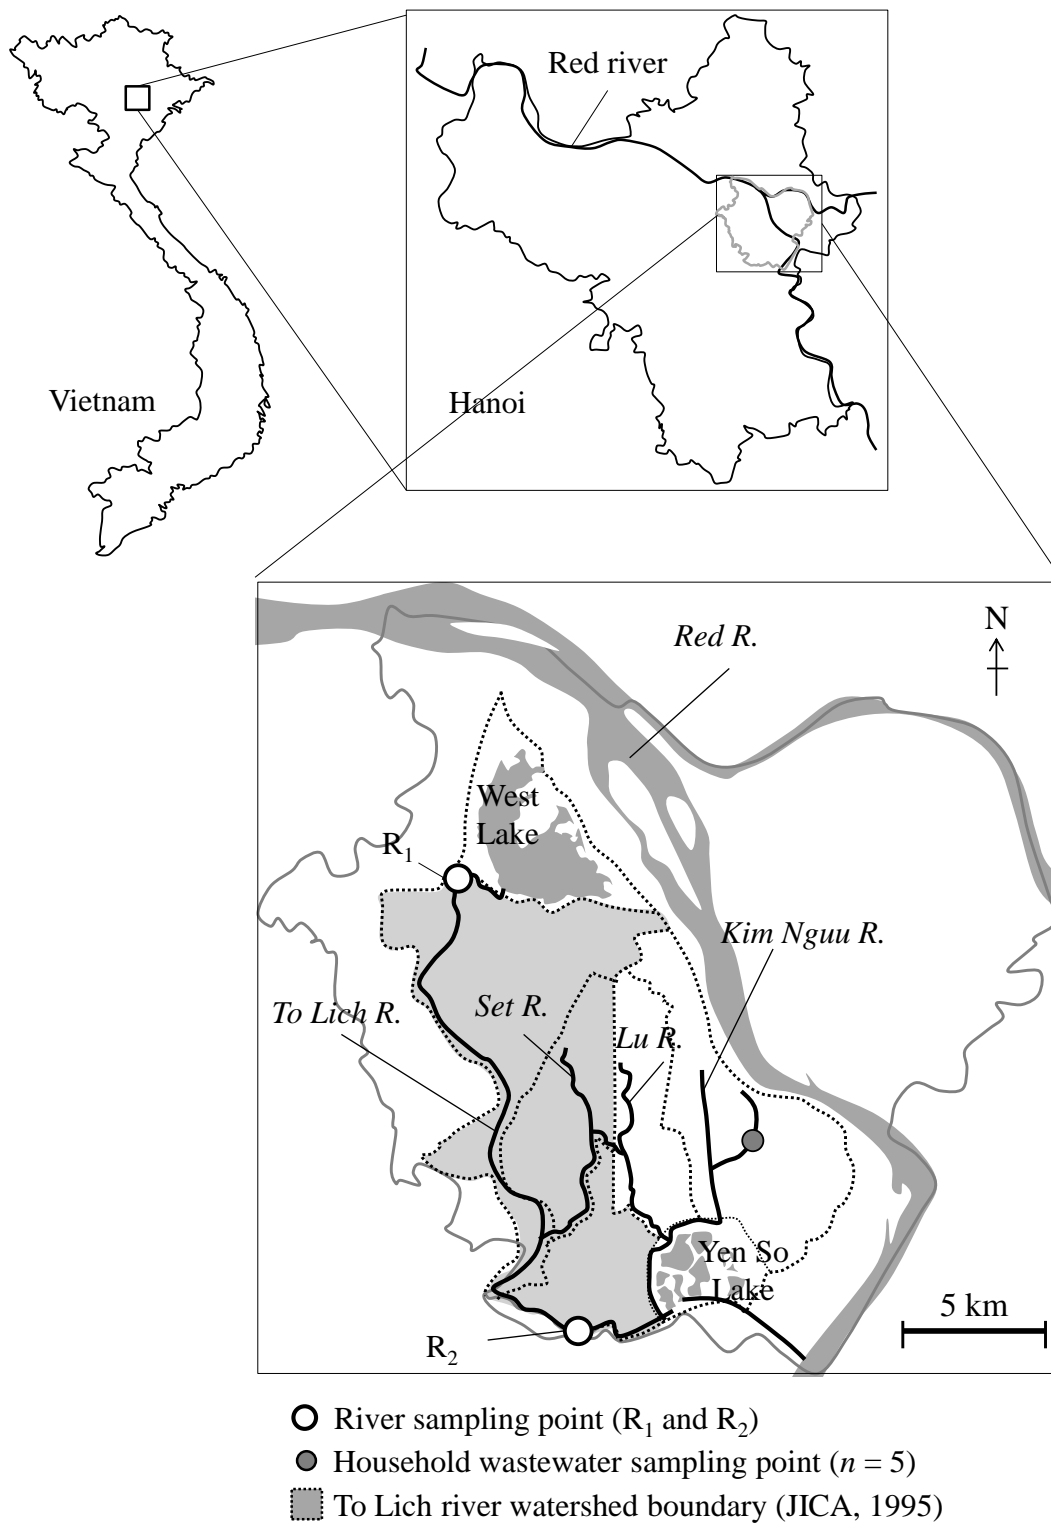 Red river
Vietnam
Hanoi
Red R.
N
West
Lake
R1
Kim Nguu R.
To Lich R.
Set R.
Lu R.
Yen So
Lake
5 km
R2
River sampling point (R1 and R2)
Household wastewater sampling point (n = 5)
To Lich river watershed boundary (JICA, 1995)